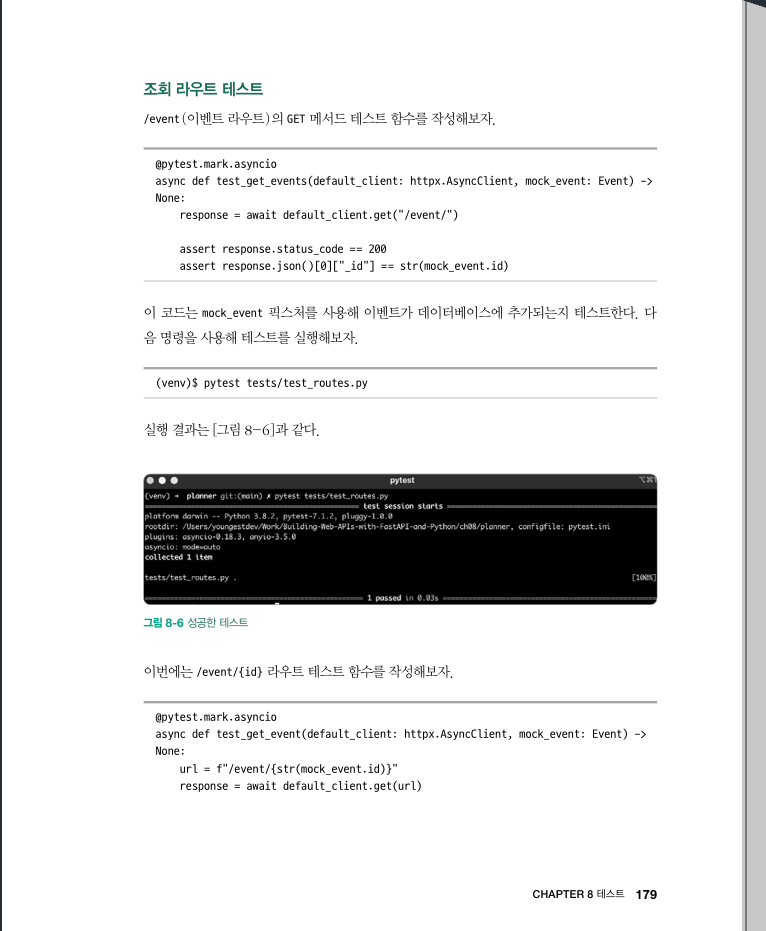 조회 라우트 테스트
/event(이벤트 라우트)의 GET 메서드 테스트 함수를 작성해보자.
@pytest.mark.asyncio
async def test_get_events(default_client: httpx.AsyncClient, mock_event: Event) ->
None:
    response = await default_client.get("/event/")
    assert response.status_code == 200
    assert response.json()[0]["_id"] == str(mock_event.id)
이 코드는 mock_event 픽스처를 사용해 이벤트가 데이터베이스에 추가되는지 테스트한다. 다
음 명령을 사용해 테스트를 실행해보자.
(venv)$ pytest tests/test_routes.py
실행 결과는 [그림 8-6]과 같다.
pytest
(venv) → planner git:(main) ✗ pytest tests/test_routes.py
test session starts
platform darwin -- Python 3.8.2, pytest-7.1.2, pluggy-1.0.0
rootdir: /Users/youngestdev/Work/Building-Web-APIs-with-FastAPI-and-Python/ch08/planner, configfile: pytest.ini
plugins: asyncio-0.18.3, anyio-3.5.0
asyncio: mode=auto
collected 1 item
tests/test_routes.py . [100%]
1 passed in 0.03s
그림 8-6 성공한 테스트
이번에는 /event/{id} 라우트 테스트 함수를 작성해보자.
@pytest.mark.asyncio
async def test_get_event(default_client: httpx.AsyncClient, mock_event: Event) ->
None:
    url = f"/event/{str(mock_event.id)}"
    response = await default_client.get(url)
CHAPTER 8 테스트 179